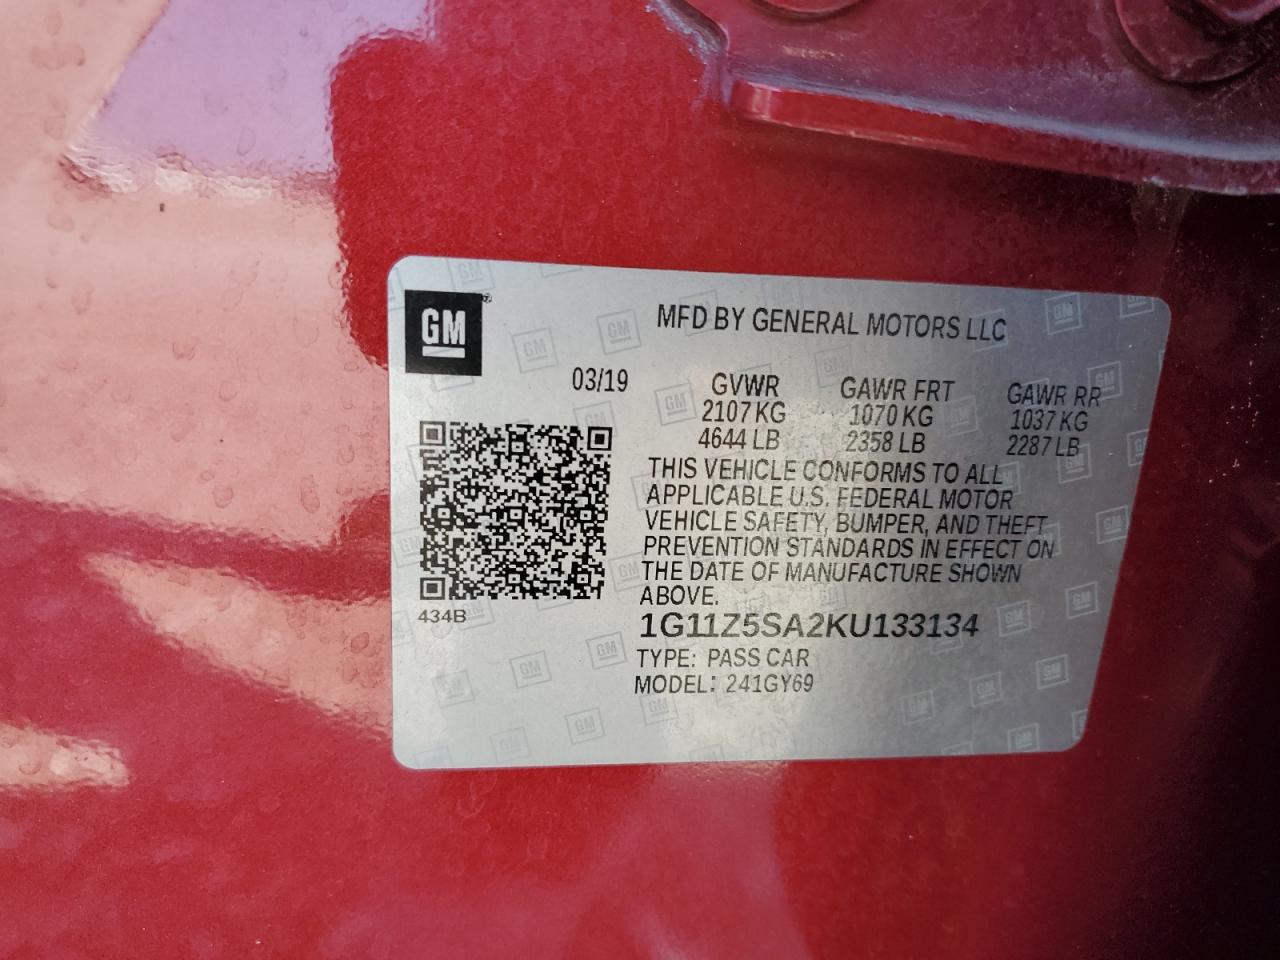 GM
MFD BY GENERAL MOTORS LLC
03/19 GVWR GAWR FRT GAWR RR
2107 KG 1070 KG 1037 KG
4644 LB 2358 LB 2287 LB
THIS VEHICLE CONFORMS TO ALL
APPLICABLE U.S. FEDERAL MOTOR
VEHICLE SAFETY, BUMPER, AND THEFT
PREVENTION STANDARDS IN EFFECT ON
THE DATE OF MANUFACTURE SHOWN
ABOVE.
434B
1G11Z5SA2KU133134
TYPE: PASS CAR
MODEL: 241GY69